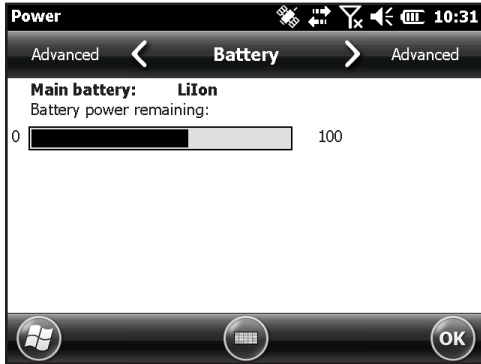 Power 10:31
Advanced Battery Advanced
Main battery: LiIon
Battery power remaining:
0 100
OK